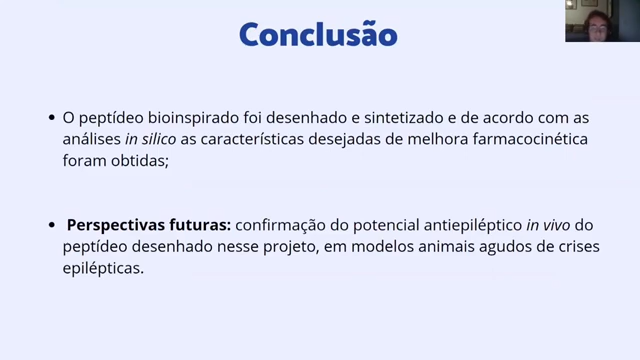 Conclusão
• O peptídeo bioinspirado foi desenhado e sintetizado e de acordo com as
análises in silico as características desejadas de melhora farmacocinética
foram obtidas;
• Perspectivas futuras: confirmação do potencial antiepiléptico in vivo do
peptídeo desenhado nesse projeto, em modelos animais agudos de crises
epilépticas.